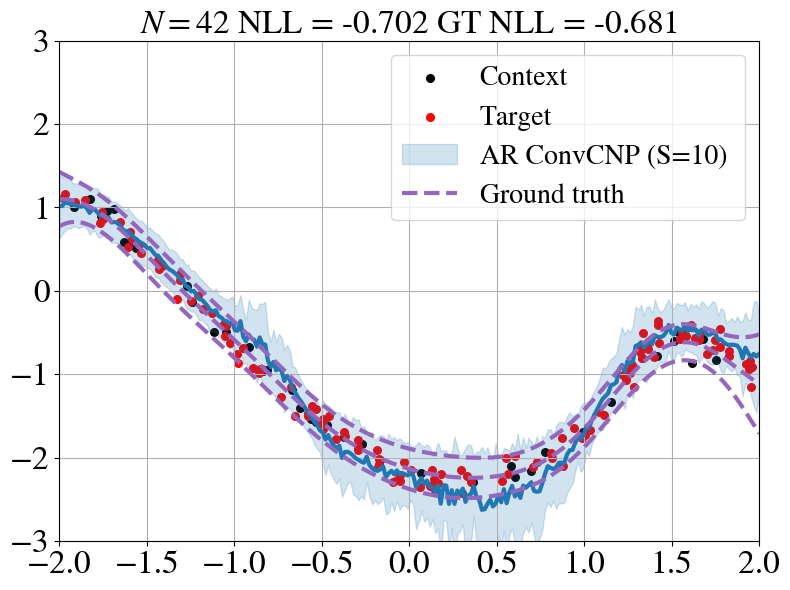 N = 42 NLL = -0.702 GT NLL = -0.681
3
2
1
0
−1
−2
−3
Context
Target
AR ConvCNP (S=10)
Ground truth
−2.0 −1.5 −1.0 −0.5 0.0 0.5 1.0 1.5 2.0